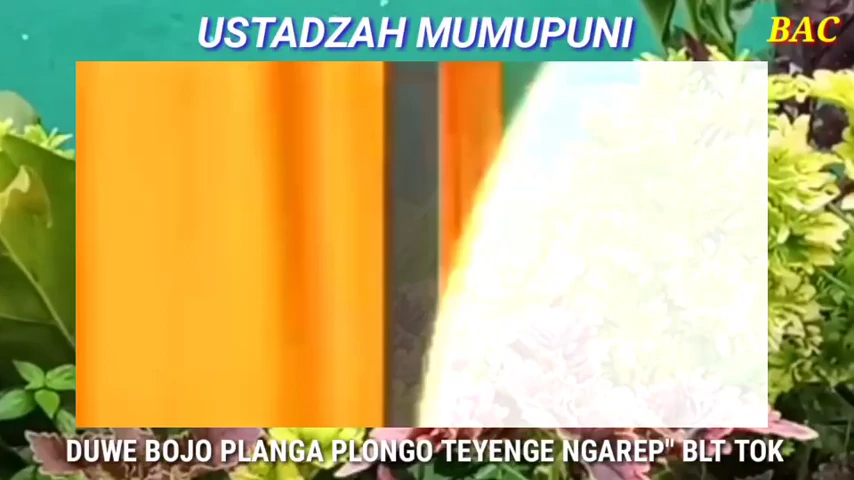 USTADZAH MUMUPUNI
BAC
DUWE BOJO PLANGA PLONGO TEYENGE NGAREP" BLT TOK